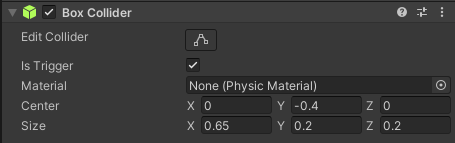 Box Collider
Edit Collider
Is Trigger
Material None (Physic Material)
Center X 0 Y -0.4 Z 0
Size X 0.65 Y 0.2 Z 0.2